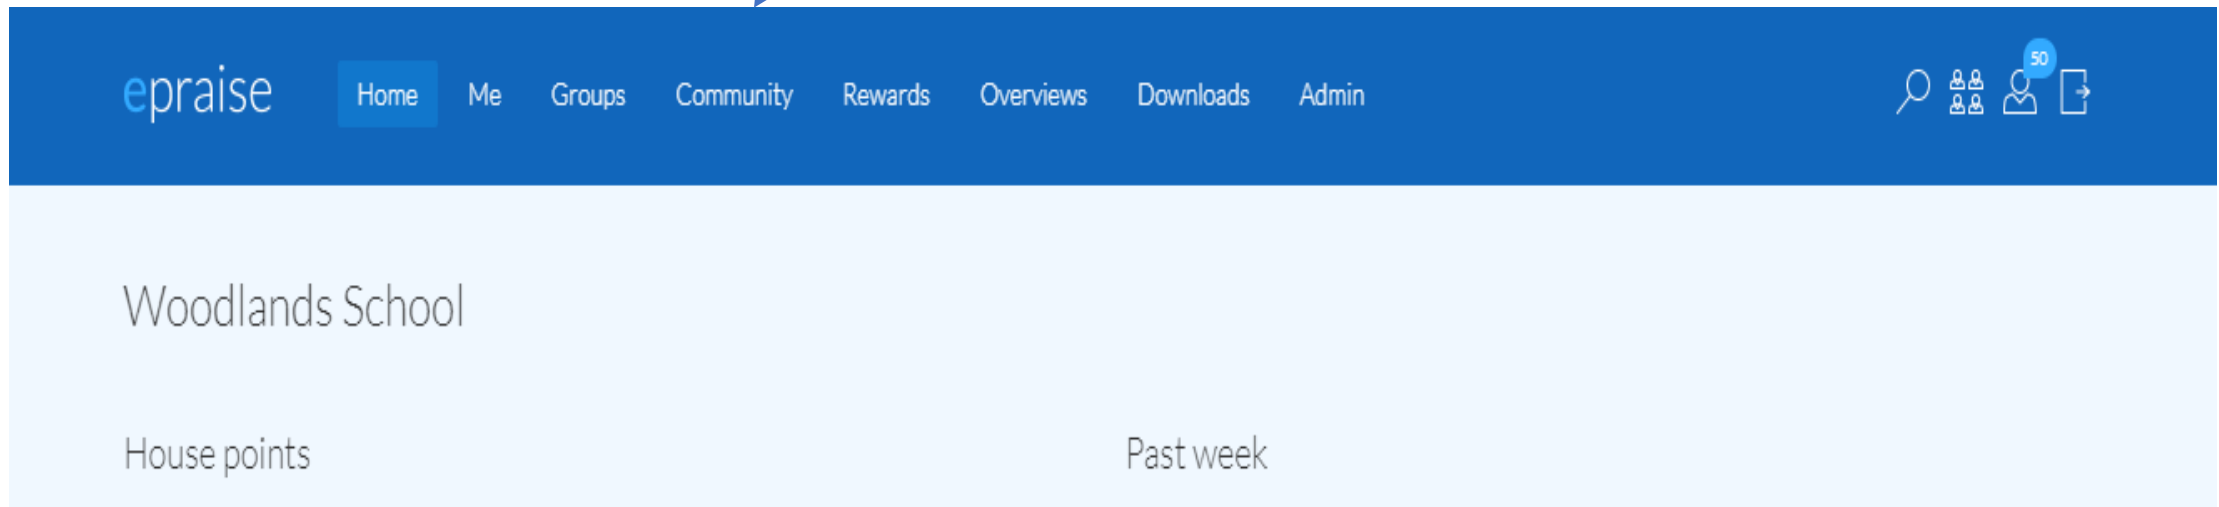 epraise Home Me Groups Community Rewards Overviews Downloads Admin 50
Woodlands School
House points Past week